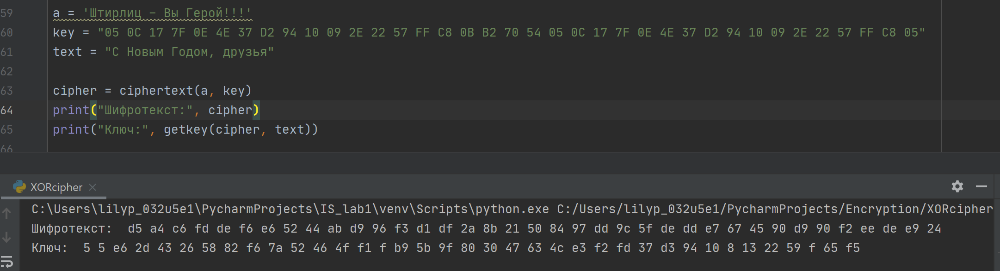 59 a = 'Штирлиц – Вы Герой!!!'
60 key = "05 0C 17 7F 0E 4E 37 D2 94 10 09 2E 22 57 FF C8 0B B2 70 54 05 0C 17 7F 0E 4E 37 D2 94 10 09 2E 22 57 FF C8 05"
61 text = "С Новым Годом, друзья"
62
63 cipher = ciphertext(a, key)
64 print("Шифротекст:", cipher)
65 print("Ключ:", getkey(cipher, text))
66
XORcipher
C:\Users\lilyp_032u5e1\PycharmProjects\IS_lab1\venv\Scripts\python.exe C:/Users/lilyp_032u5e1/PycharmProjects/Encryption/XORcipher
Шифротекст:  d5 a4 c6 fd de f6 e6 52 44 ab d9 96 f3 d1 df 2a 8b 21 50 84 97 dd 9c 5f de dd e7 67 45 90 d9 90 f2 ee de e9 24
Ключ:  5 5 e6 2d 43 26 58 82 f6 7a 52 46 4f f1 f b9 5b 9f 80 30 47 63 4c e3 f2 fd 37 d3 94 10 8 13 22 59 f 65 f5